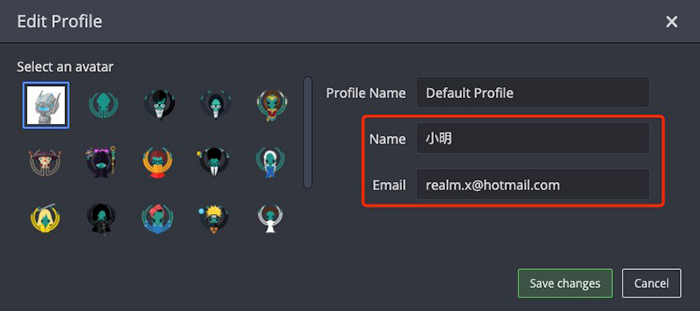 Edit Profile
Select an avatar
Profile Name
Default Profile
Name
小明
Email
realm.x@hotmail.com
Save changes
Cancel